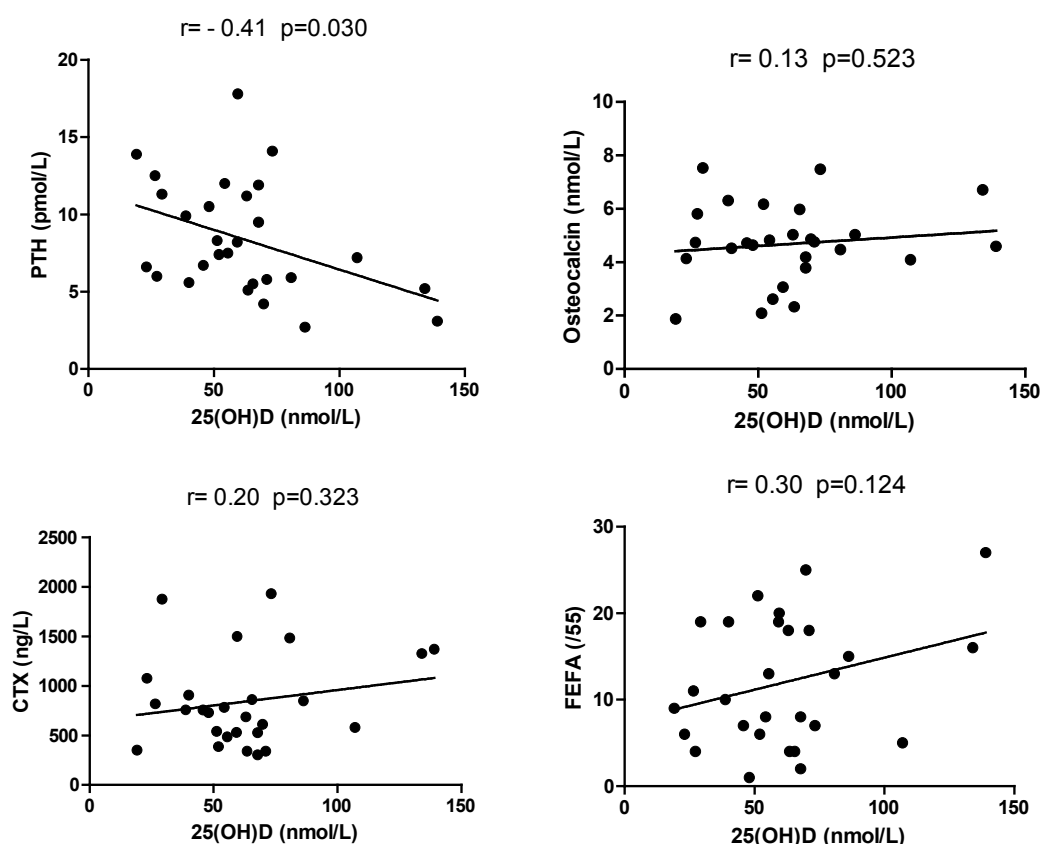 r= - 0.41 p=0.030
20
15
10
5
0
PTH (pmol/L)
0 50 100 150
25(OH)D (nmol/L)
r= 0.13 p=0.523
10
8
6
4
2
0
Osteocalcin (nmol/L)
0 50 100 150
25(OH)D (nmol/L)
r= 0.20 p=0.323
2500
2000
1500
1000
500
0
CTX (ng/L)
0 50 100 150
25(OH)D (nmol/L)
r= 0.30 p=0.124
30
20
10
0
FEFA (/55)
0 50 100 150
25(OH)D (nmol/L)